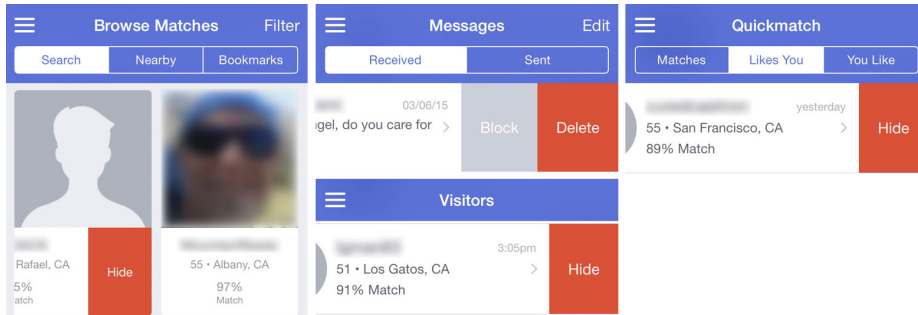 Browse Matches Filter
Search Nearby Bookmarks
Rafael, CA
5%
atch
Hide
55 • Albany, CA
97%
Match
Messages Edit
Received Sent
03/06/15
ngel, do you care for >
Block Delete
Visitors
3:05pm
51 • Los Gatos, CA >
91% Match
Hide
Quickmatch
Matches Likes You You Like
yesterday
55 • San Francisco, CA >
89% Match
Hide